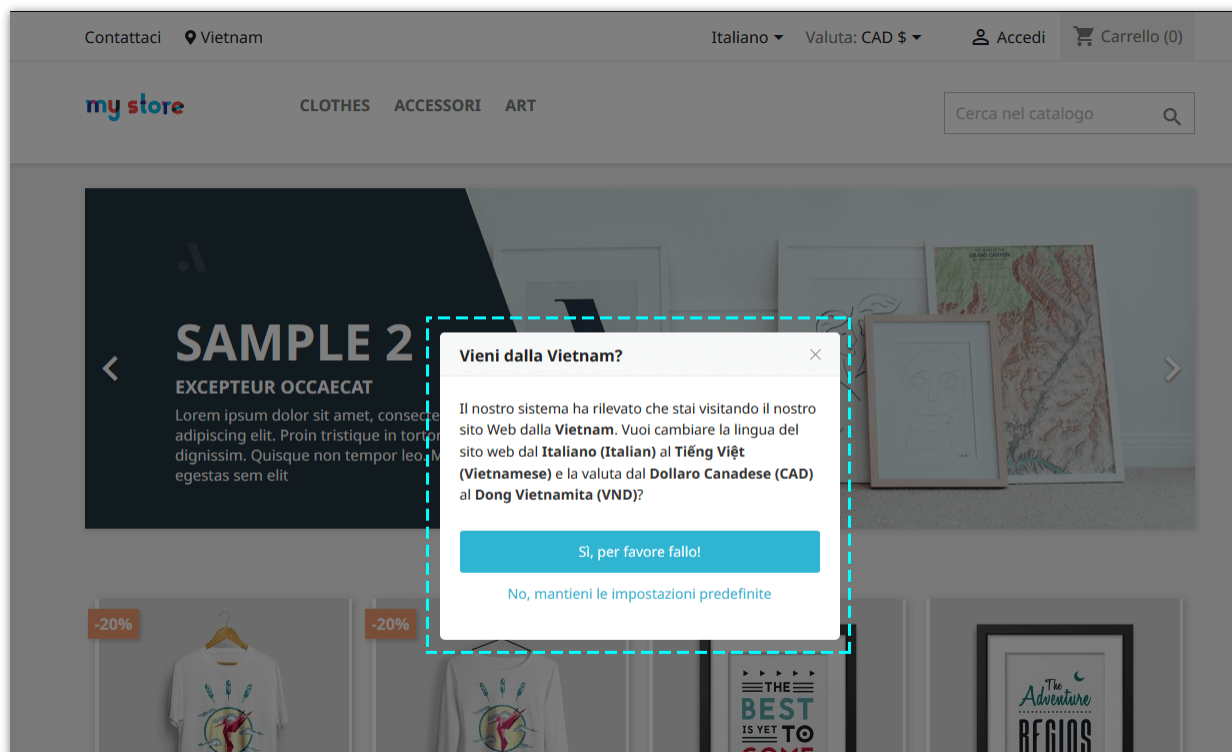 Contattaci Vietnam Italiano Valuta: CAD $ Accedi Carrello (0)
my store CLOTHES ACCESSORI ART Cerca nel catalogo
SAMPLE 2
EXCEPTEUR OCCAECAT
Lorem ipsum dolor sit amet, consecte
adipiscing elit. Proin tristique in tortor
dignissim. Quisque non tempor leo. M
egestas sem elit
GRAND CANYON
Vieni dalla Vietnam?
Il nostro sistema ha rilevato che stai visitando il nostro
sito Web dalla Vietnam. Vuoi cambiare la lingua del
sito web dal Italiano (Italian) al Tiếng Việt
(Vietnamese) e la valuta dal Dollaro Canadese (CAD)
al Dong Vietnamita (VND)?
Sì, per favore fallo!
No, mantieni le impostazioni predefinite
-20%
-20%
THE
BEST
IS YET TO
COME
The
Adventure
BEGINS